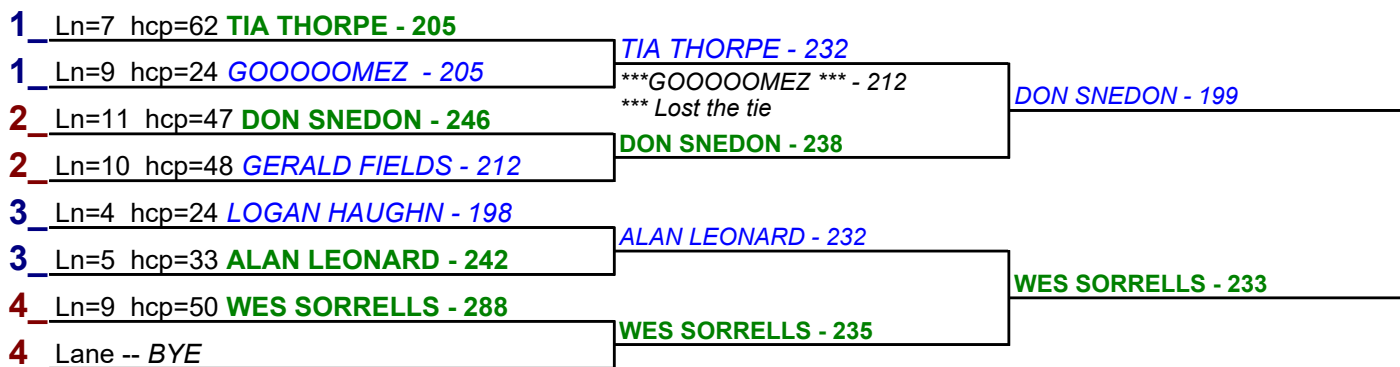 1_ Ln=7 hcp=62 TIA THORPE - 205
1_ Ln=9 hcp=24 GOOOOOMEZ - 205
2_ Ln=11 hcp=47 DON SNEDON - 246
2_ Ln=10 hcp=48 GERALD FIELDS - 212
3_ Ln=4 hcp=24 LOGAN HAUGHN - 198
3_ Ln=5 hcp=33 ALAN LEONARD - 242
4_ Ln=9 hcp=50 WES SORRELLS - 288
4 Lane -- BYE
TIA THORPE - 232
***GOOOOOMEZ *** - 212
*** Lost the tie
DON SNEDON - 238
ALAN LEONARD - 232
WES SORRELLS - 235
DON SNEDON - 199
WES SORRELLS - 233